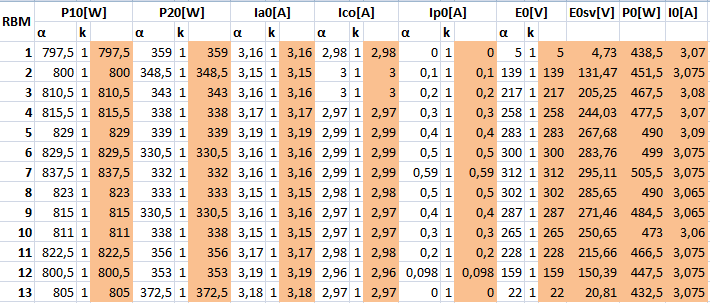 RBM P10[W] P20[W] Ia0[A] Ico[A] Ip0[A] E0[V] E0sv[V] P0[W] I0[A]
α k α k α k α k α k α k
1 797,5 1 797,5 359 1 359 3,16 1 3,16 2,98 1 2,98 0 1 0 5 1 5 4,73 438,5 3,07
2 800 1 800 348,5 1 348,5 3,15 1 3,15 3 1 3 0,1 1 0,1 139 1 139 131,47 451,5 3,075
3 810,5 1 810,5 343 1 343 3,16 1 3,16 3 1 3 0,2 1 0,2 217 1 217 205,25 467,5 3,08
4 815,5 1 815,5 338 1 338 3,17 1 3,17 2,97 1 2,97 0,3 1 0,3 258 1 258 244,03 477,5 3,07
5 829 1 829 339 1 339 3,19 1 3,19 2,99 1 2,99 0,4 1 0,4 283 1 283 267,68 490 3,09
6 829,5 1 829,5 330,5 1 330,5 3,16 1 3,16 2,99 1 2,99 0,5 1 0,5 300 1 300 283,76 499 3,075
7 837,5 1 837,5 332 1 332 3,16 1 3,16 2,99 1 2,99 0,59 1 0,59 312 1 312 295,11 505,5 3,075
8 823 1 823 333 1 333 3,15 1 3,15 2,98 1 2,98 0,5 1 0,5 302 1 302 285,65 490 3,065
9 815 1 815 330,5 1 330,5 3,16 1 3,16 2,97 1 2,97 0,4 1 0,4 287 1 287 271,46 484,5 3,065
10 811 1 811 338 1 338 3,15 1 3,15 2,97 1 2,97 0,3 1 0,3 265 1 265 250,65 473 3,06
11 822,5 1 822,5 356 1 356 3,17 1 3,17 2,98 1 2,98 0,2 1 0,2 228 1 228 215,66 466,5 3,075
12 800,5 1 800,5 353 1 353 3,19 1 3,19 2,96 1 2,96 0,098 1 0,098 159 1 159 150,39 447,5 3,075
13 805 1 805 372,5 1 372,5 3,18 1 3,18 2,97 1 2,97 0 1 0 22 1 22 20,81 432,5 3,075